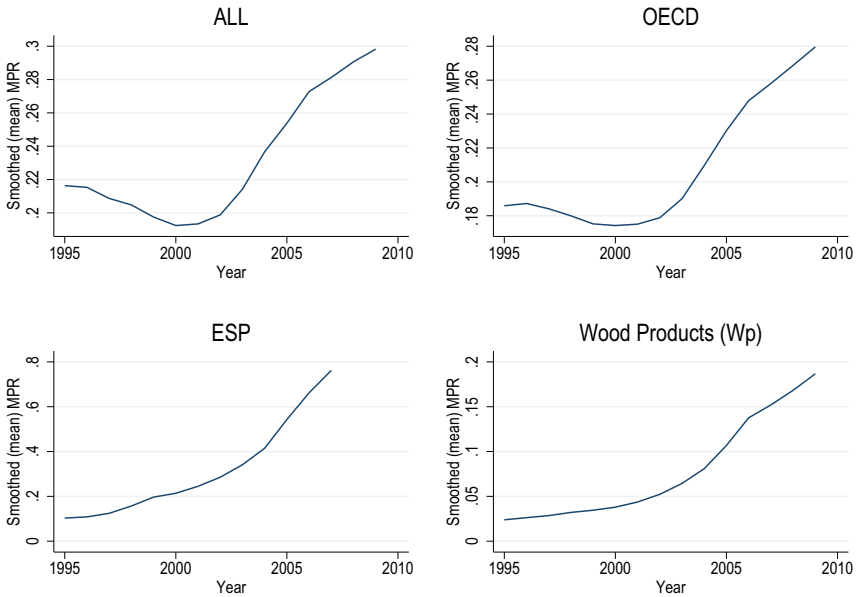 ALL
Smoothed (mean) MPR
.3
.28
.26
.24
.22
.2
1995 2000 2005 2010
Year
OECD
Smoothed (mean) MPR
.28
.26
.24
.22
.2
.18
1995 2000 2005 2010
Year
ESP
Smoothed (mean) MPR
.8
.6
.4
.2
0
1995 2000 2005 2010
Year
Wood Products (Wp)
Smoothed (mean) MPR
.2
.15
.1
.05
0
1995 2000 2005 2010
Year